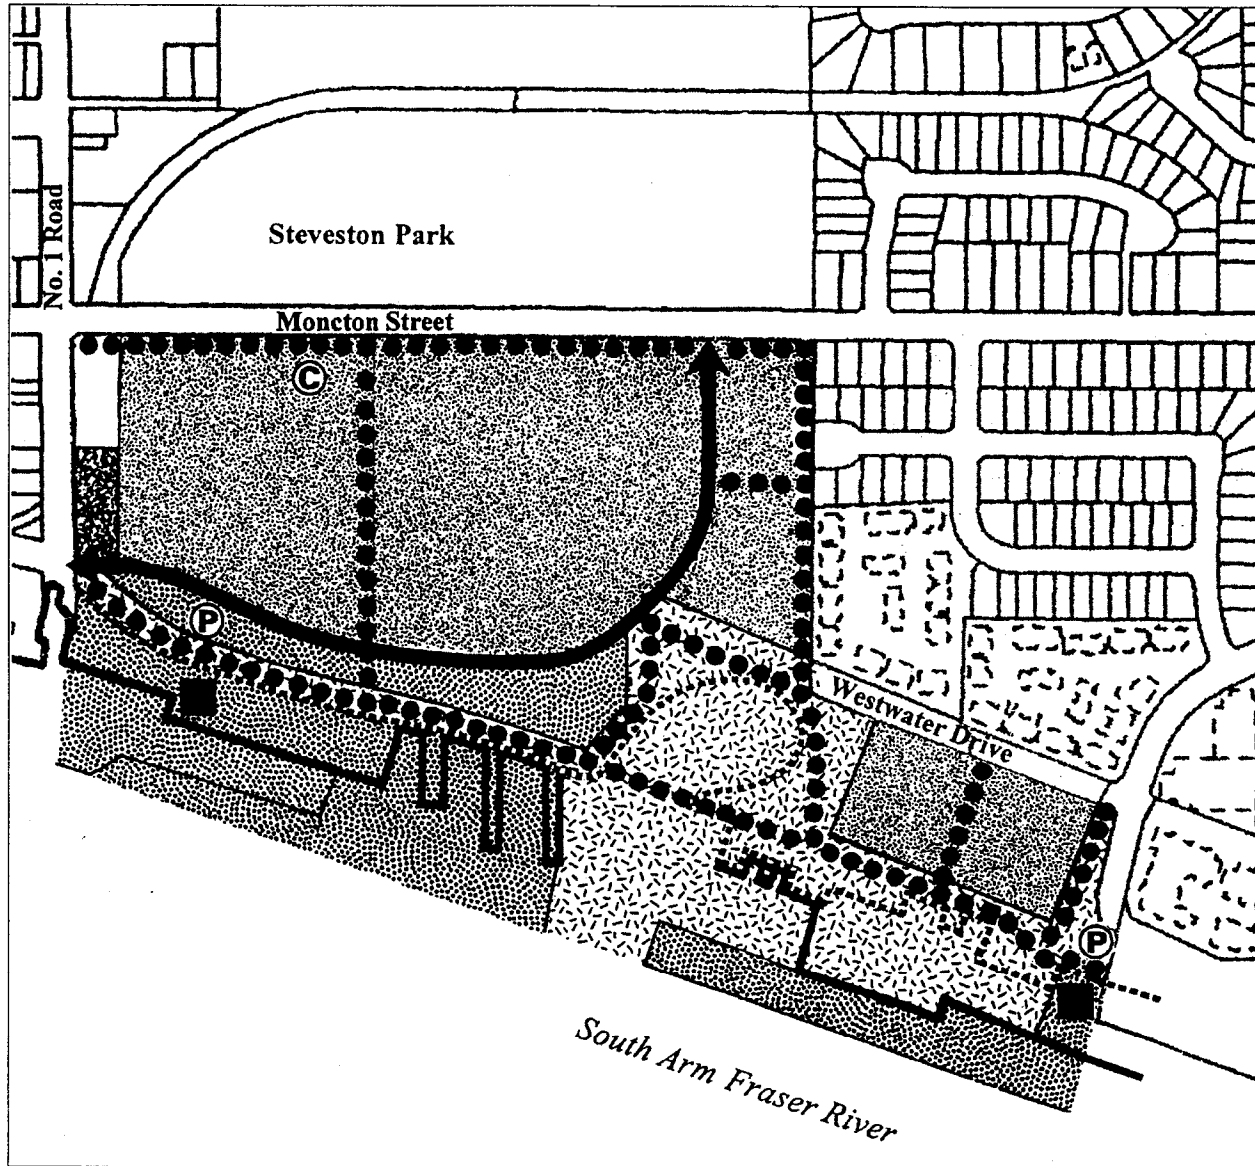 No. 1 Road
Steveston Park
Moncton Street
C
P
Westwater Drive
P
South Arm Fraser River